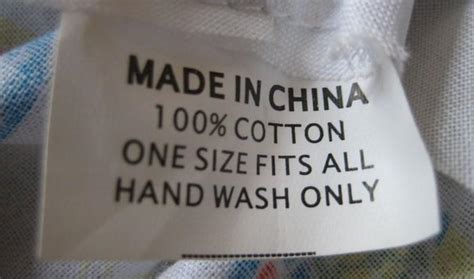 MADE IN CHINA
100% COTTON
ONE SIZE FITS ALL
HAND WASH ONLY